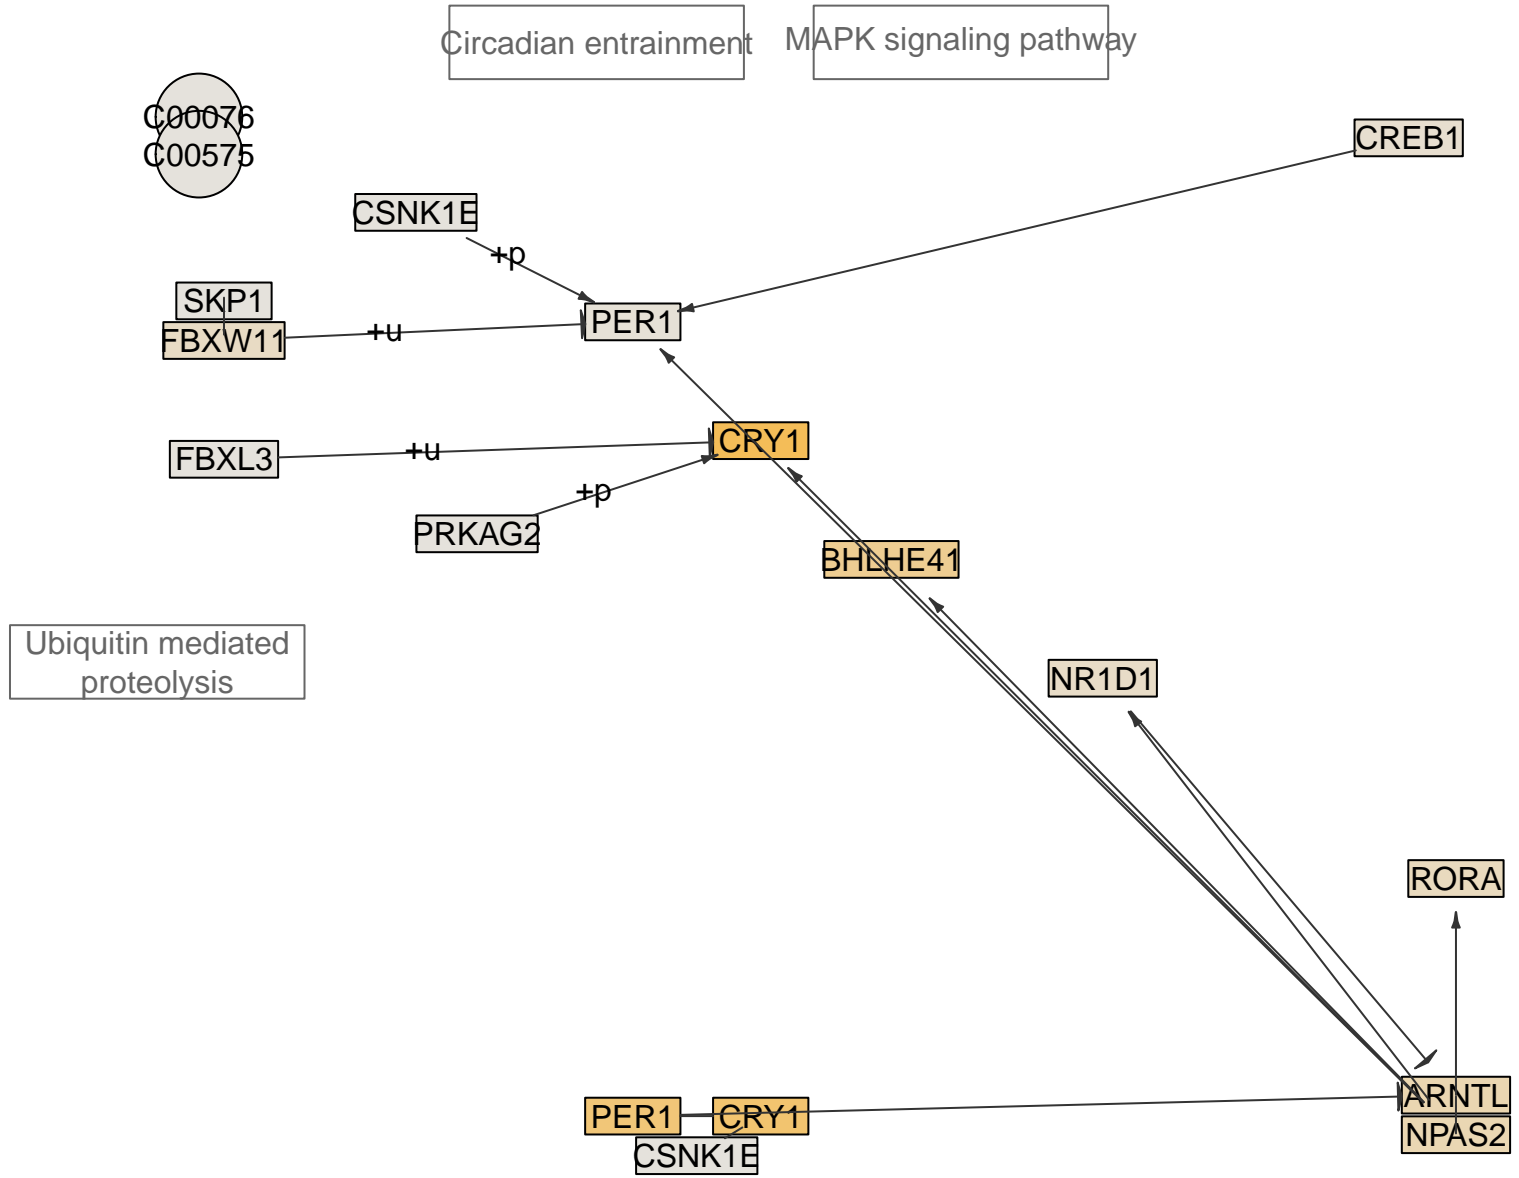 Circadian entrainment
MAPK signaling pathway
C00076
C00575
CREB1
CSNK1E
+p
SKP1
FBXW11
+u
PER1
FBXL3
+u
CRY1
+p
PRKAG2
BHLHE41
Ubiquitin mediated
proteolysis
NR1D1
RORA
ARNTL
NPAS2
PER1
CRY1
CSNK1E